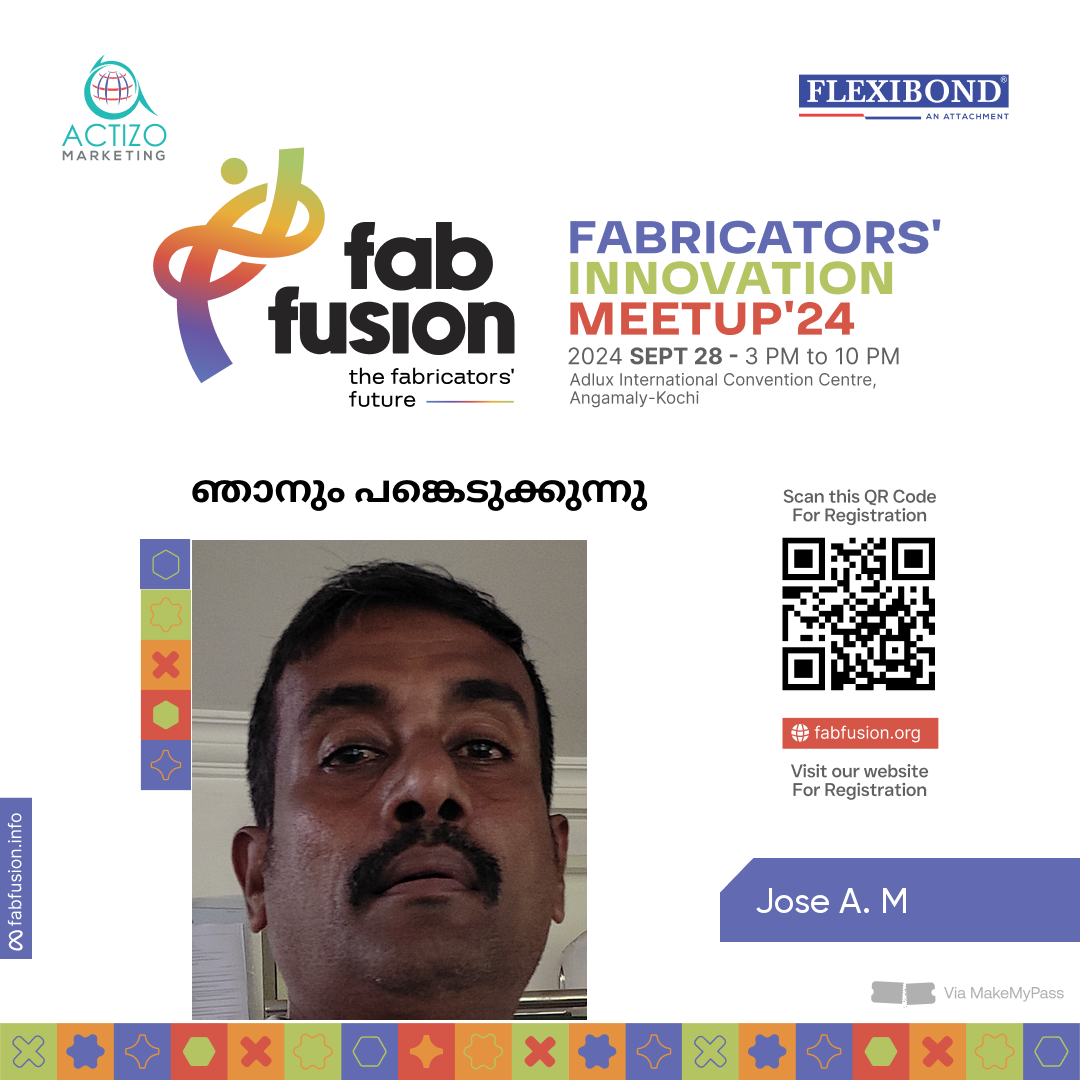 ACTIZO
MARKETING
FLEXIBOND®
AN ATTACHMENT
fab
fusion
the fabricators'
future
FABRICATORS'
INNOVATION
MEETUP'24
2024 SEPT 28 - 3 PM to 10 PM
Adlux International Convention Centre,
Angamaly-Kochi
ഞാനും പങ്കെടുക്കുന്നു
Scan this QR Code
For Registration
fabfusion.org
Visit our website
For Registration
fabfusion.info
Jose A. M
Via MakeMyPass